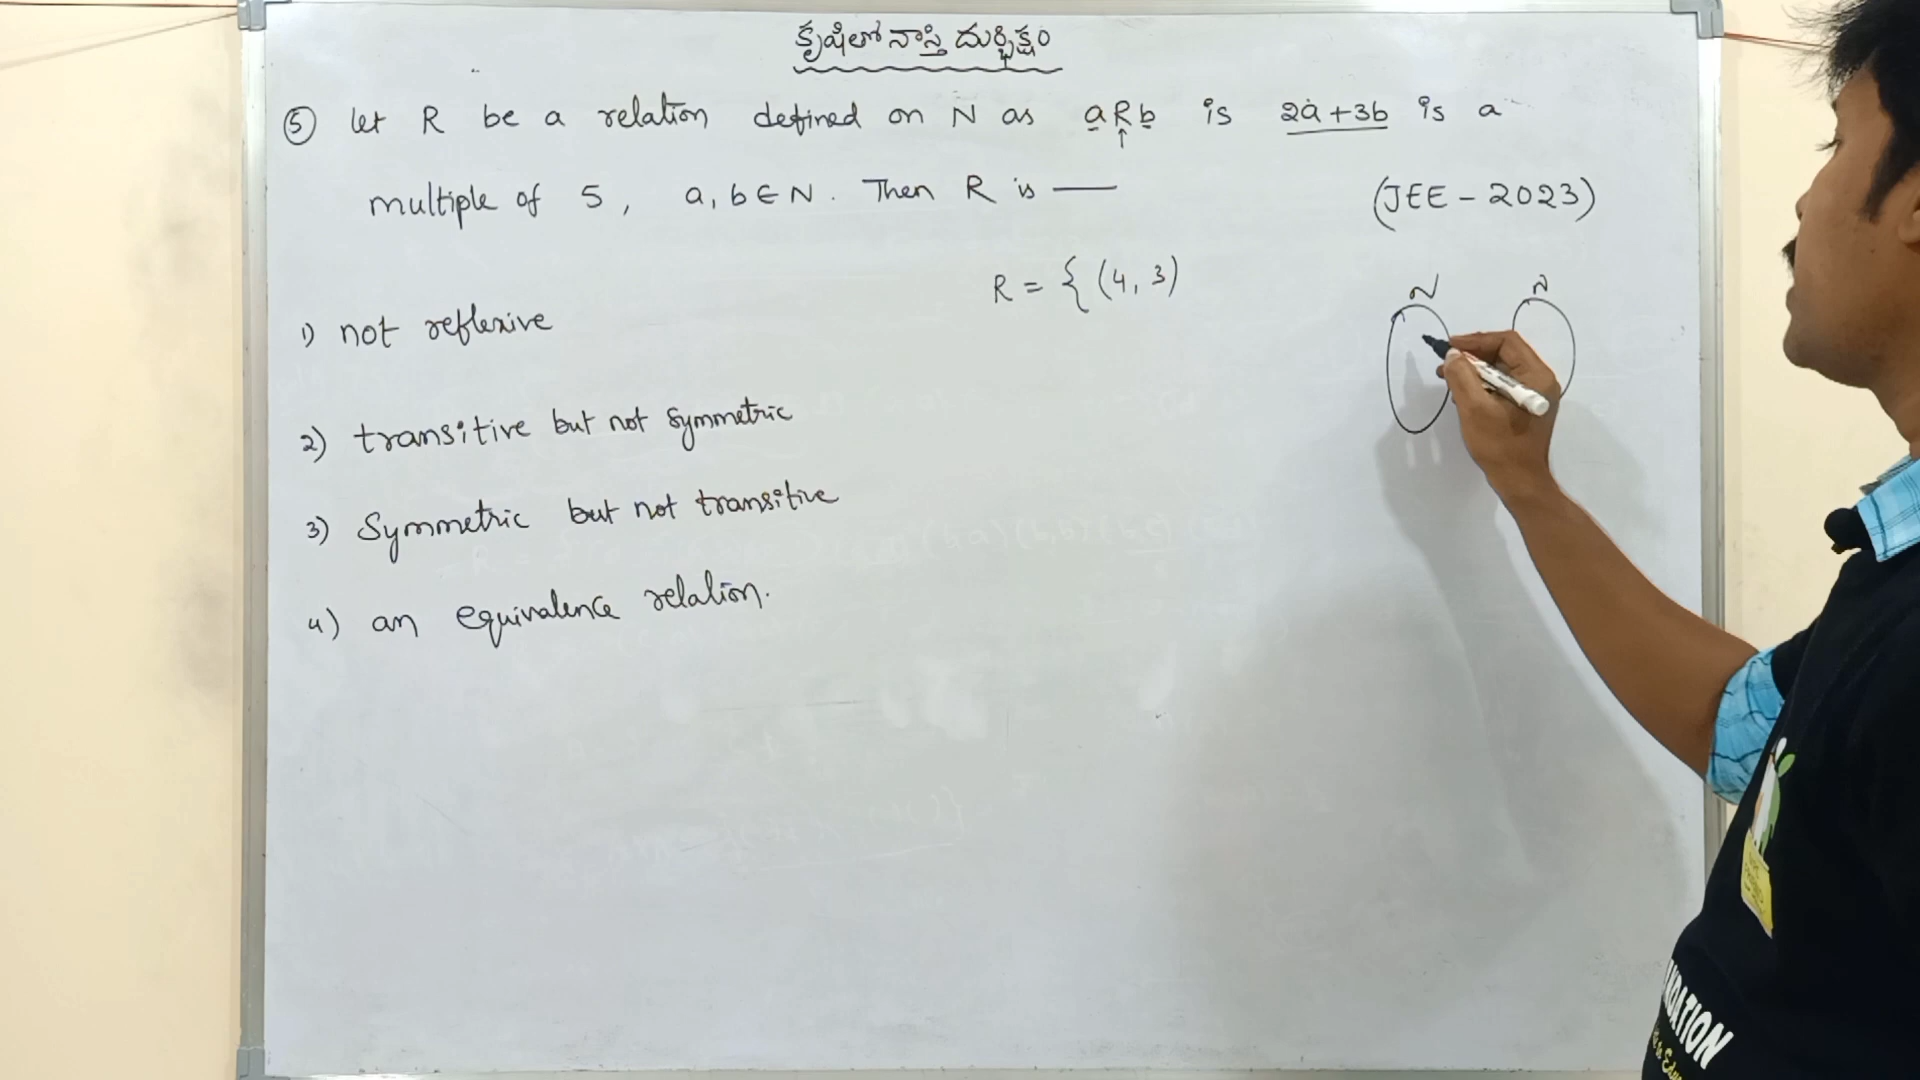 కృషితో నాస్తి దుర్భిక్షం
⑤ Let R be a relation defined on N as aRb is 2a+3b is a
multiple of 5, a, b ∈ N. Then R is —
(JEE - 2023)
R = { (4, 3)
N N
1) not reflexive
2) transitive but not symmetric
3) Symmetric but not transitive
4) an equivalence relation.
NDATION